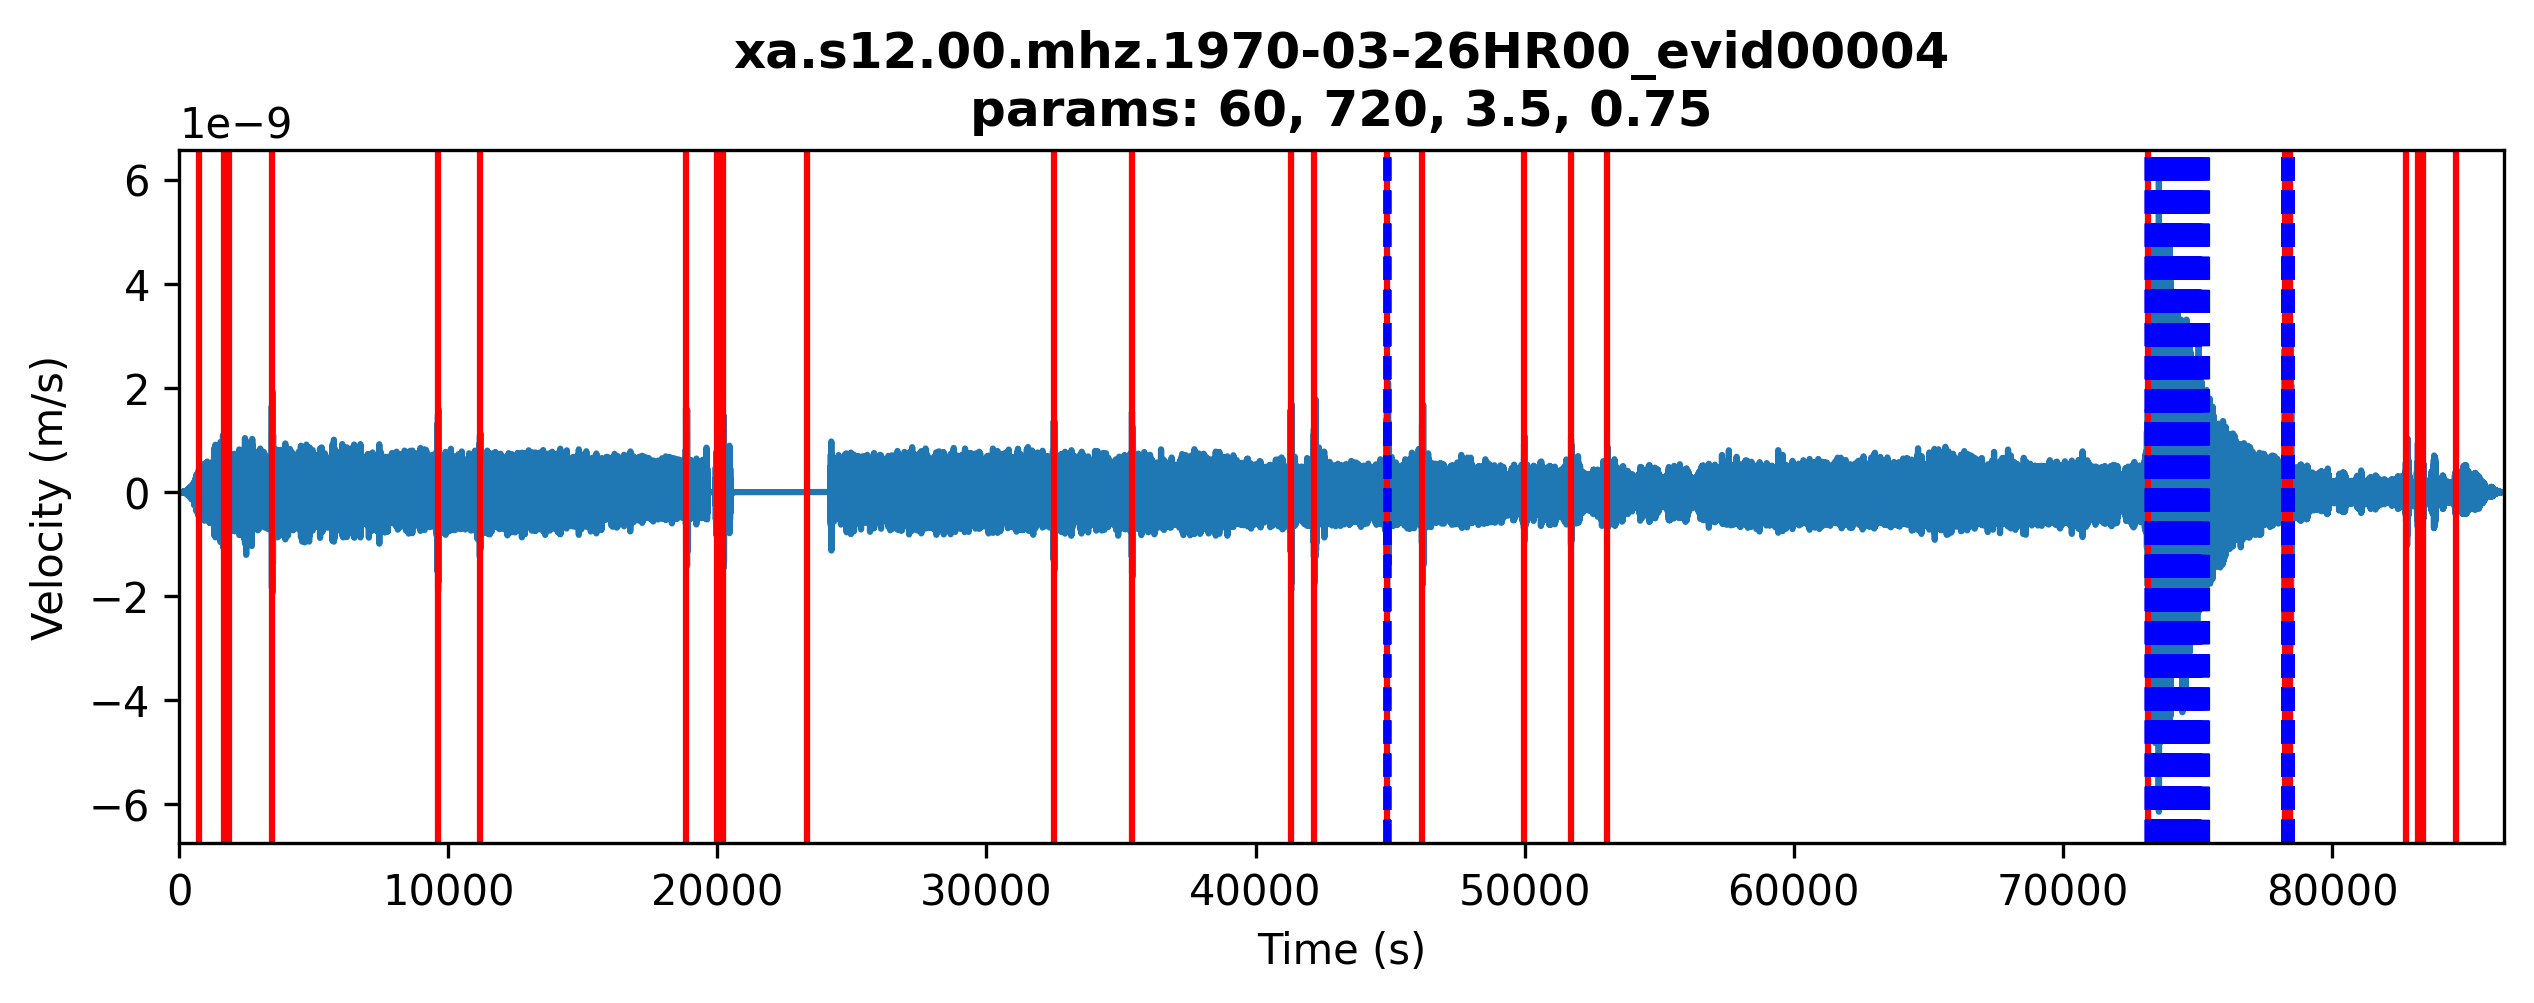 xa.s12.00.mhz.1970-03-26HR00_evid00004
params: 60, 720, 3.5, 0.75
1e−9
6
4
2
0
−2
−4
−6
Velocity (m/s)
0 10000 20000 30000 40000 50000 60000 70000 80000
Time (s)